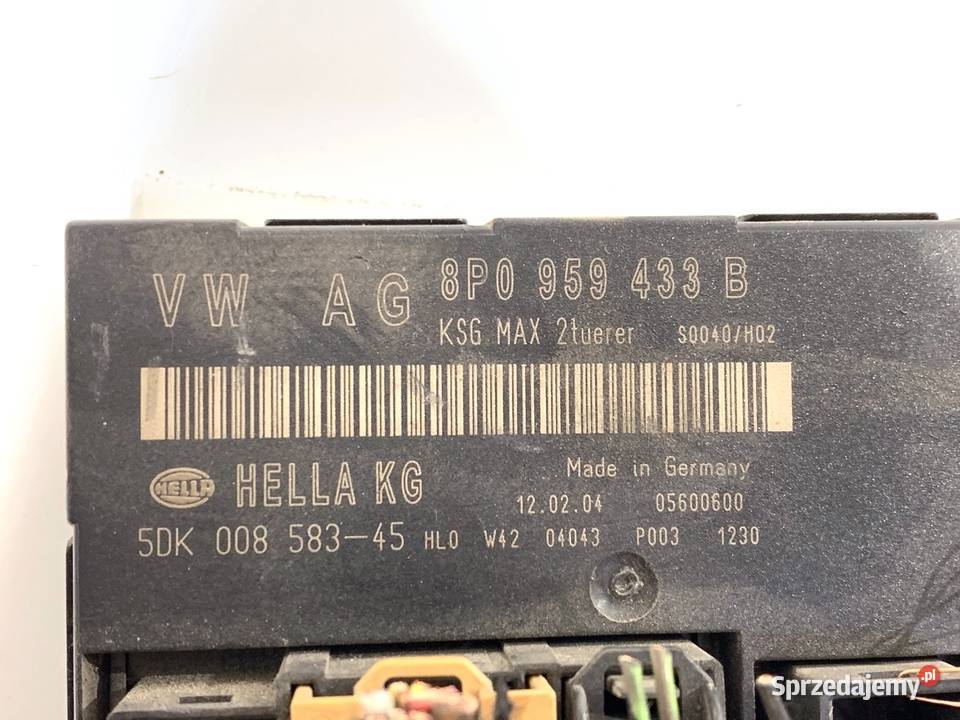 VW AG 8P0 959 433 B
KSG MAX 2tuerer S0040/H02
HELLA HELLA KG Made in Germany
12.02.04 05600600
5DK 008 583-45 HL0 W42 04043 P003 1230
Sprzedajemy.pl